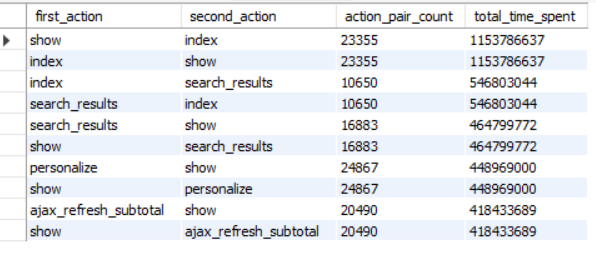 first_action second_action action_pair_count total_time_spent
show index 23355 1153786637
index show 23355 1153786637
index search_results 10650 546803044
search_results index 10650 546803044
search_results show 16883 464799772
show search_results 16883 464799772
personalize show 24867 448969000
show personalize 24867 448969000
ajax_refresh_subtotal show 20490 418433689
show ajax_refresh_subtotal 20490 418433689